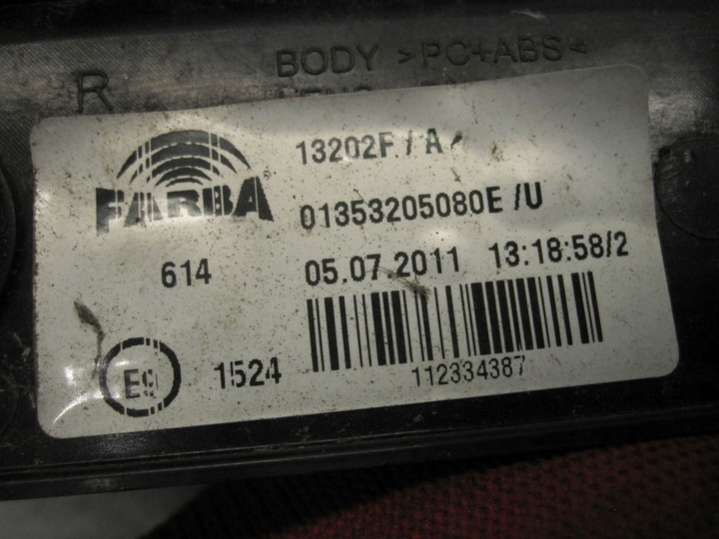 BODY >PC+ABS<
R
FARBA
13202F / A
01353205080E /U
614
05.07.2011 13:18:58/2
E9
1524
112334387